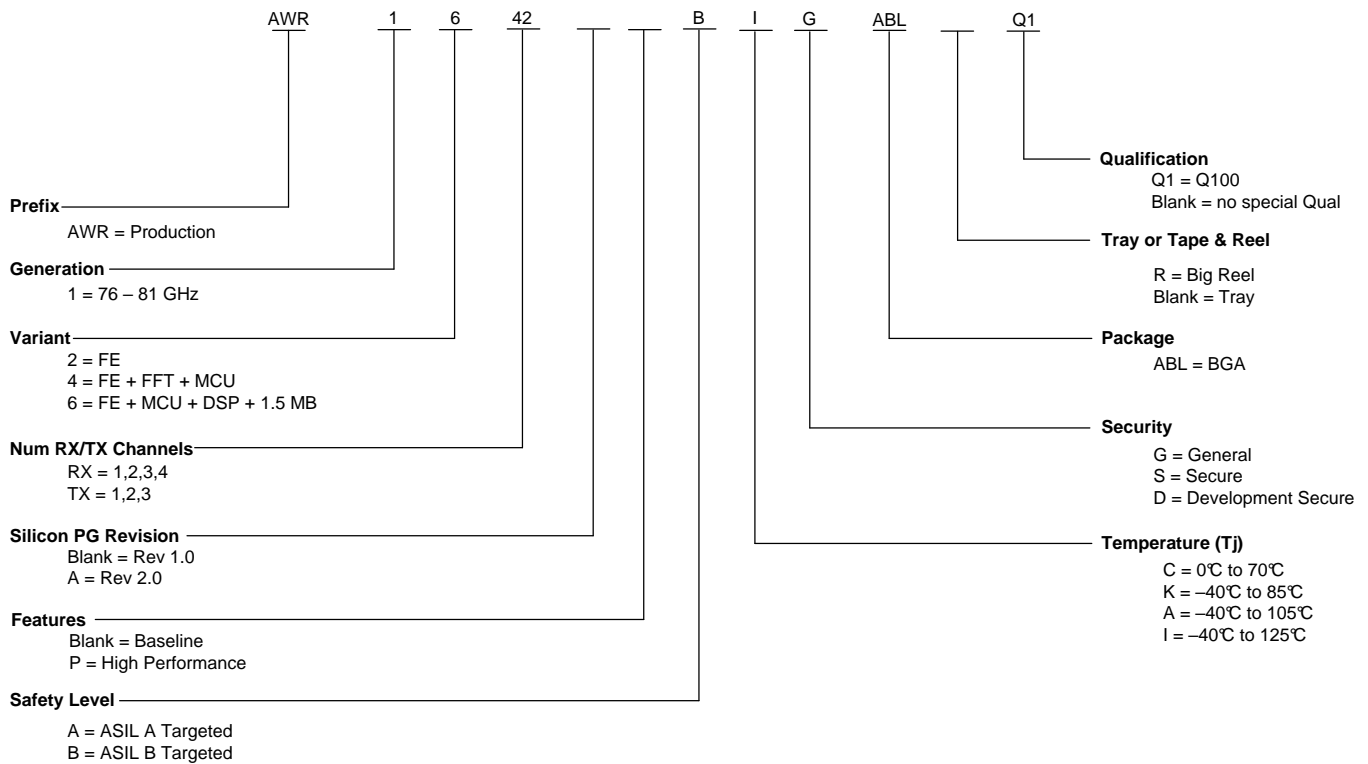 AWR 1 6 42 B I G ABL Q1
Prefix
AWR = Production
Generation
1 = 76 – 81 GHz
Variant
2 = FE
4 = FE + FFT + MCU
6 = FE + MCU + DSP + 1.5 MB
Num RX/TX Channels
RX = 1,2,3,4
TX = 1,2,3
Silicon PG Revision
Blank = Rev 1.0
A = Rev 2.0
Features
Blank = Baseline
P = High Performance
Safety Level
A = ASIL A Targeted
B = ASIL B Targeted
Qualification
Q1 = Q100
Blank = no special Qual
Tray or Tape & Reel
R = Big Reel
Blank = Tray
Package
ABL = BGA
Security
G = General
S = Secure
D = Development Secure
Temperature (Tj)
C = 0°C to 70°C
K = –40°C to 85°C
A = –40°C to 105°C
I = –40°C to 125°C